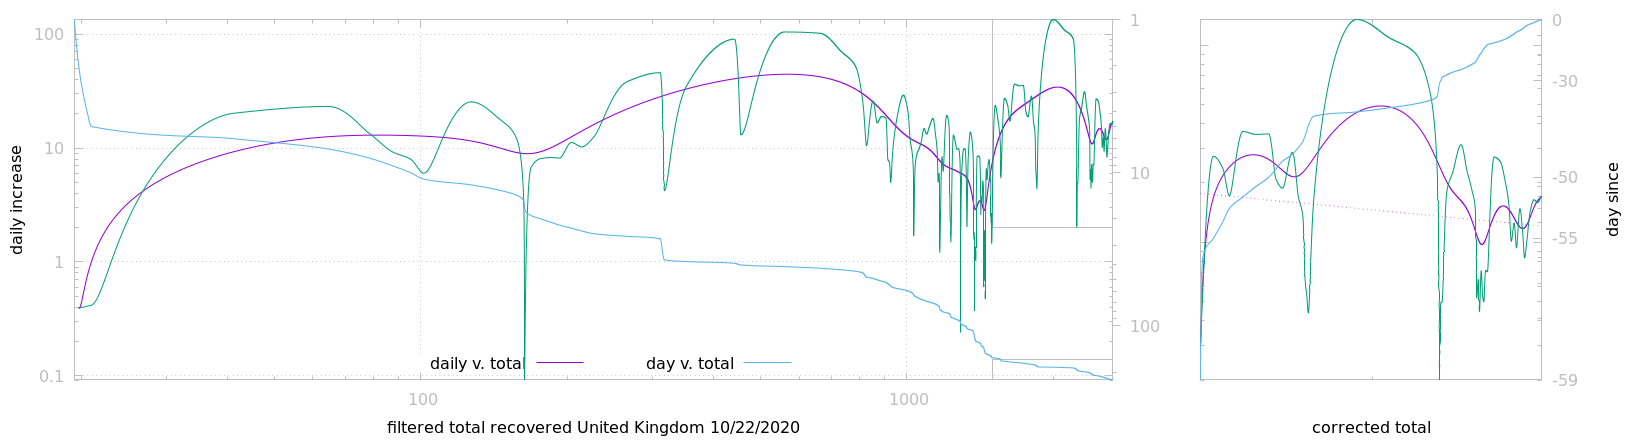 100
10
1
0.1
daily increase
100
1000
1
10
100
daily v. total
day v. total
filtered total recovered United Kingdom 10/22/2020
0
-30
-50
-55
-59
day since
corrected total